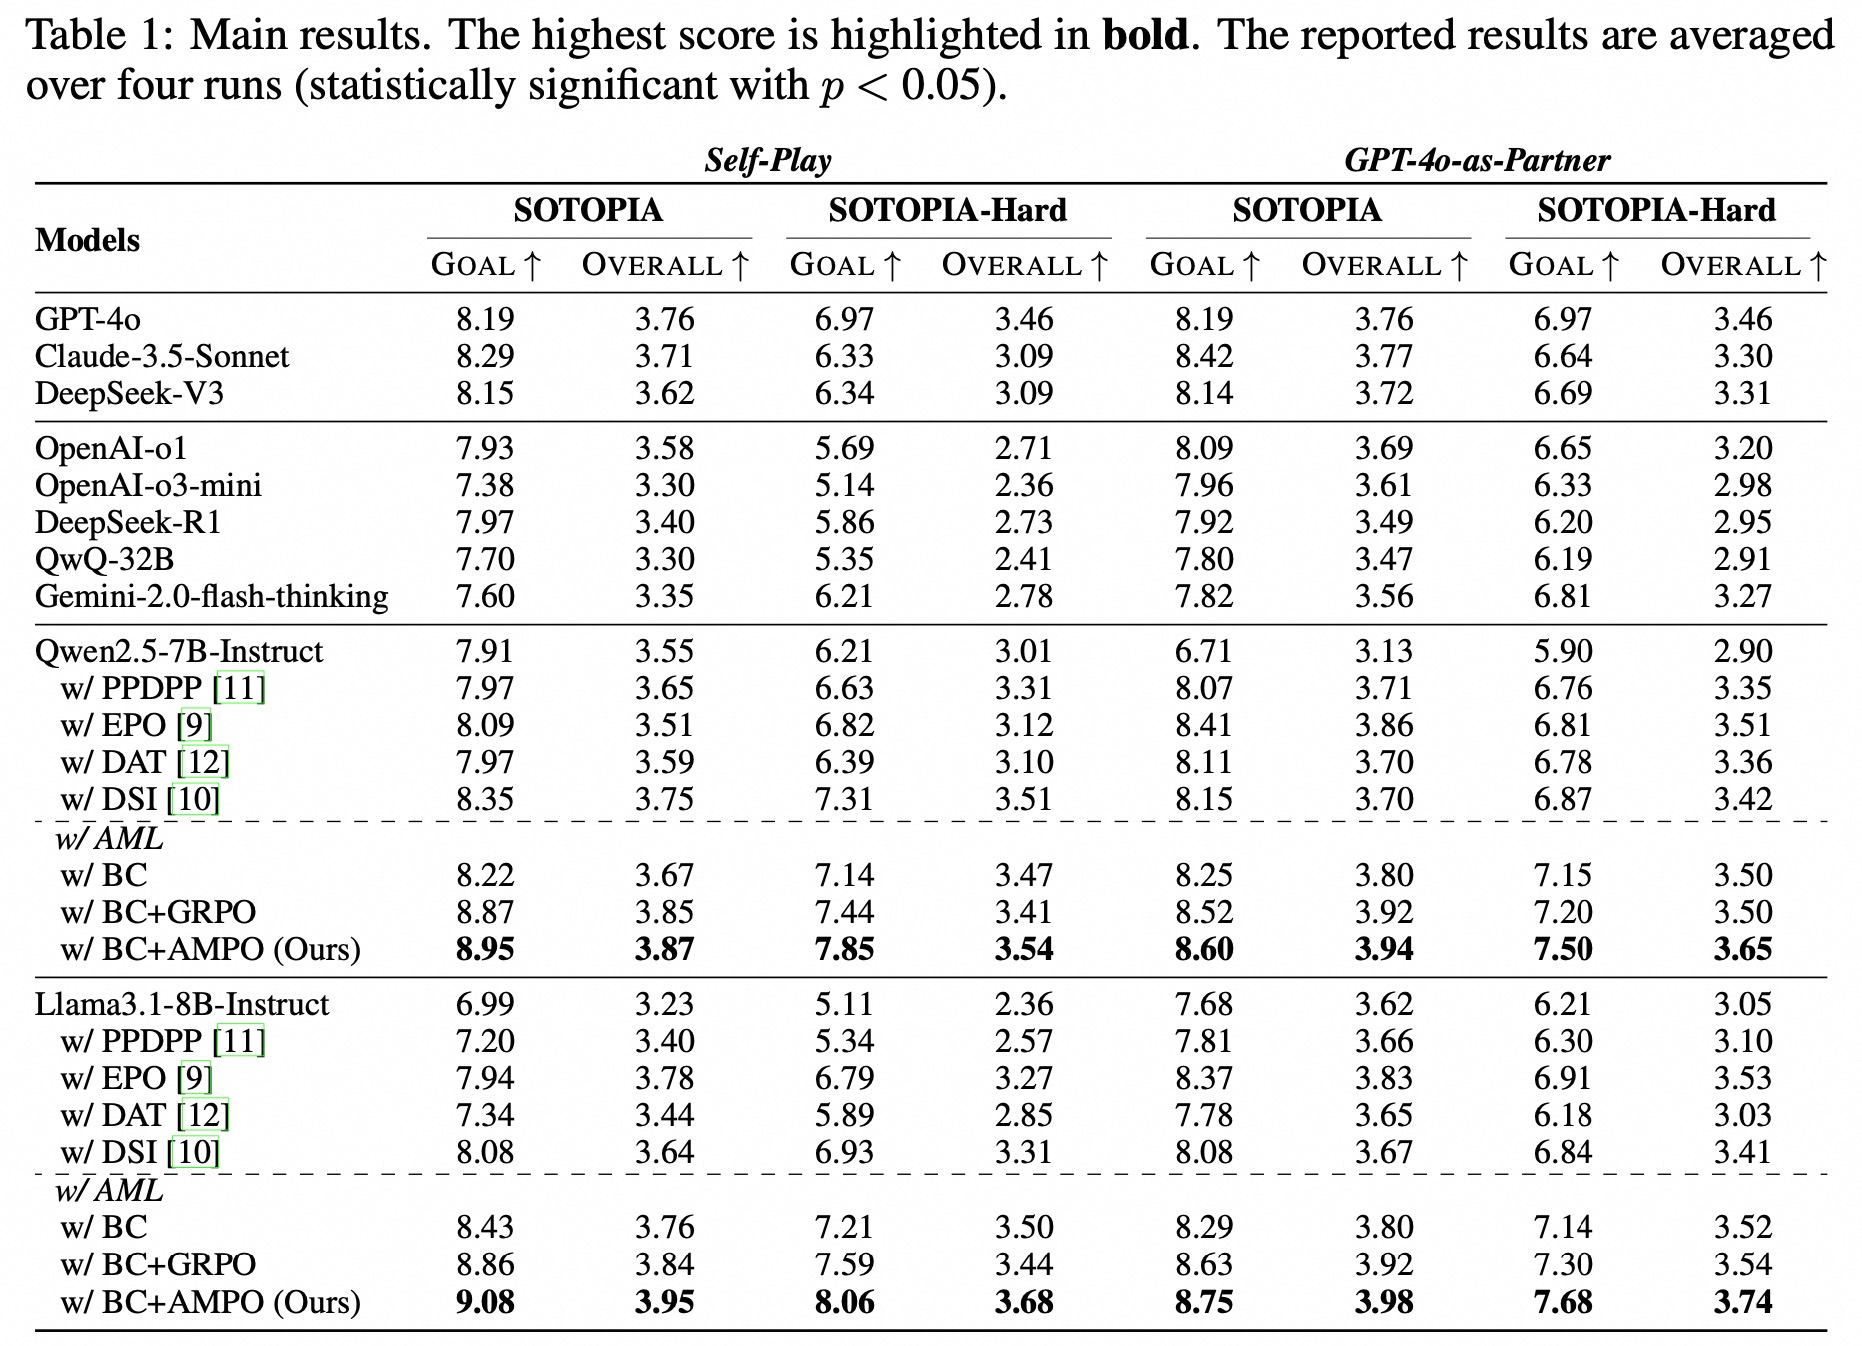 Table 1: Main results. The highest score is highlighted in bold. The reported results are averaged
over four runs (statistically significant with p < 0.05).
Self-Play GPT-4o-as-Partner
Models SOTOPIA SOTOPIA-Hard SOTOPIA SOTOPIA-Hard
GOAL ↑ OVERALL ↑ GOAL ↑ OVERALL ↑ GOAL ↑ OVERALL ↑ GOAL ↑ OVERALL ↑
GPT-4o 8.19 3.76 6.97 3.46 8.19 3.76 6.97 3.46
Claude-3.5-Sonnet 8.29 3.71 6.33 3.09 8.42 3.77 6.64 3.30
DeepSeek-V3 8.15 3.62 6.34 3.09 8.14 3.72 6.69 3.31
OpenAI-o1 7.93 3.58 5.69 2.71 8.09 3.69 6.65 3.20
OpenAI-o3-mini 7.38 3.30 5.14 2.36 7.96 3.61 6.33 2.98
DeepSeek-R1 7.97 3.40 5.86 2.73 7.92 3.49 6.20 2.95
QwQ-32B 7.70 3.30 5.35 2.41 7.80 3.47 6.19 2.91
Gemini-2.0-flash-thinking 7.60 3.35 6.21 2.78 7.82 3.56 6.81 3.27
Qwen2.5-7B-Instruct 7.91 3.55 6.21 3.01 6.71 3.13 5.90 2.90
w/ PPDPP [11] 7.97 3.65 6.63 3.31 8.07 3.71 6.76 3.35
w/ EPO [9] 8.09 3.51 6.82 3.12 8.41 3.86 6.81 3.51
w/ DAT [12] 7.97 3.59 6.39 3.10 8.11 3.70 6.78 3.36
w/ DSI [10] 8.35 3.75 7.31 3.51 8.15 3.70 6.87 3.42
w/ AML
w/ BC 8.22 3.67 7.14 3.47 8.25 3.80 7.15 3.50
w/ BC+GRPO 8.87 3.85 7.44 3.41 8.52 3.92 7.20 3.50
w/ BC+AMPO (Ours) 8.95 3.87 7.85 3.54 8.60 3.94 7.50 3.65
Llama3.1-8B-Instruct 6.99 3.23 5.11 2.36 7.68 3.62 6.21 3.05
w/ PPDPP [11] 7.20 3.40 5.34 2.57 7.81 3.66 6.30 3.10
w/ EPO [9] 7.94 3.78 6.79 3.27 8.37 3.83 6.91 3.53
w/ DAT [12] 7.34 3.44 5.89 2.85 7.78 3.65 6.18 3.03
w/ DSI [10] 8.08 3.64 6.93 3.31 8.08 3.67 6.84 3.41
w/ AML
w/ BC 8.43 3.76 7.21 3.50 8.29 3.80 7.14 3.52
w/ BC+GRPO 8.86 3.84 7.59 3.44 8.63 3.92 7.30 3.54
w/ BC+AMPO (Ours) 9.08 3.95 8.06 3.68 8.75 3.98 7.68 3.74